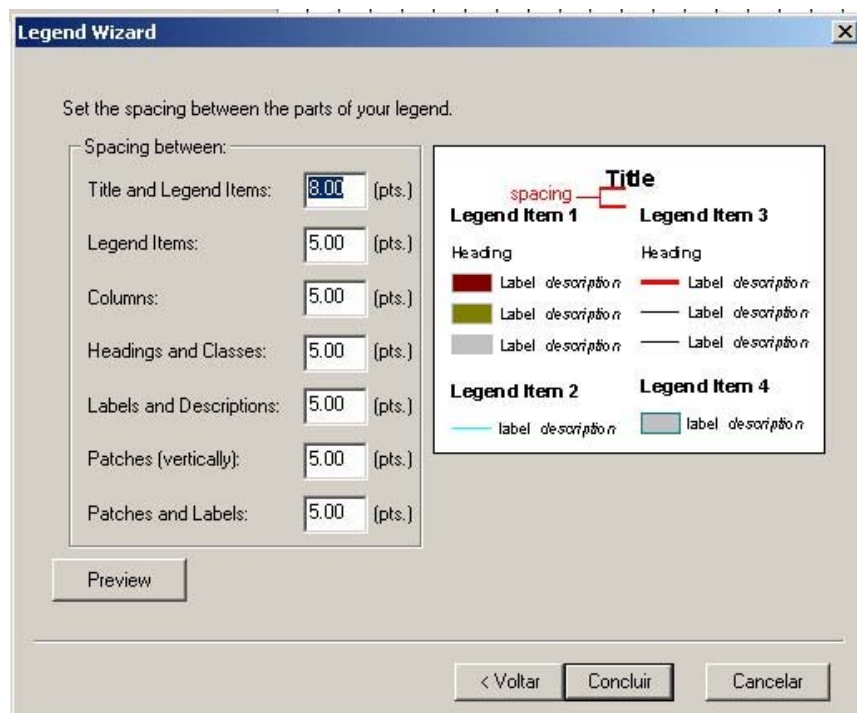 Legend Wizard
Set the spacing between the parts of your legend.
Spacing between:
Title and Legend Items: 8.00 (pts.)
Legend Items: 5.00 (pts.)
Columns: 5.00 (pts.)
Headings and Classes: 5.00 (pts.)
Labels and Descriptions: 5.00 (pts.)
Patches (vertically): 5.00 (pts.)
Patches and Labels: 5.00 (pts.)
Title
spacing
Legend Item 1
Heading
Label description
Label description
Label description
Legend Item 2
label description
Legend Item 3
Heading
Label description
Label description
Label description
Legend Item 4
label description
Preview
< Voltar Concluir Cancelar